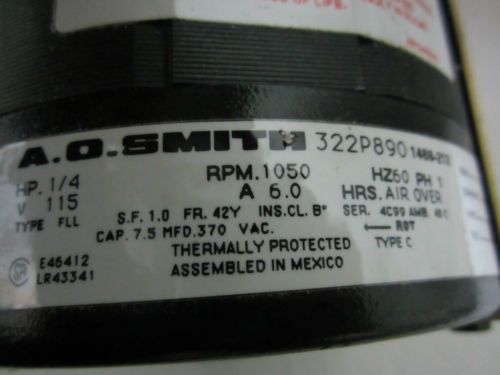 OF LIFE.
A.O.SMITH 322P890
HP. 1/4 RPM.1050 HZ60 PH 1
V 115 A 6.0 HRS. AIR OVER
TYPE FLL S.F. 1.0 FR. 42Y INS.CL. B° SER. 4C99 AMB. 40 C
CAP. 7.5 MFD.370 VAC. ROT
THERMALLY PROTECTED TYPE C
E46412 ASSEMBLED IN MEXICO
LR43341